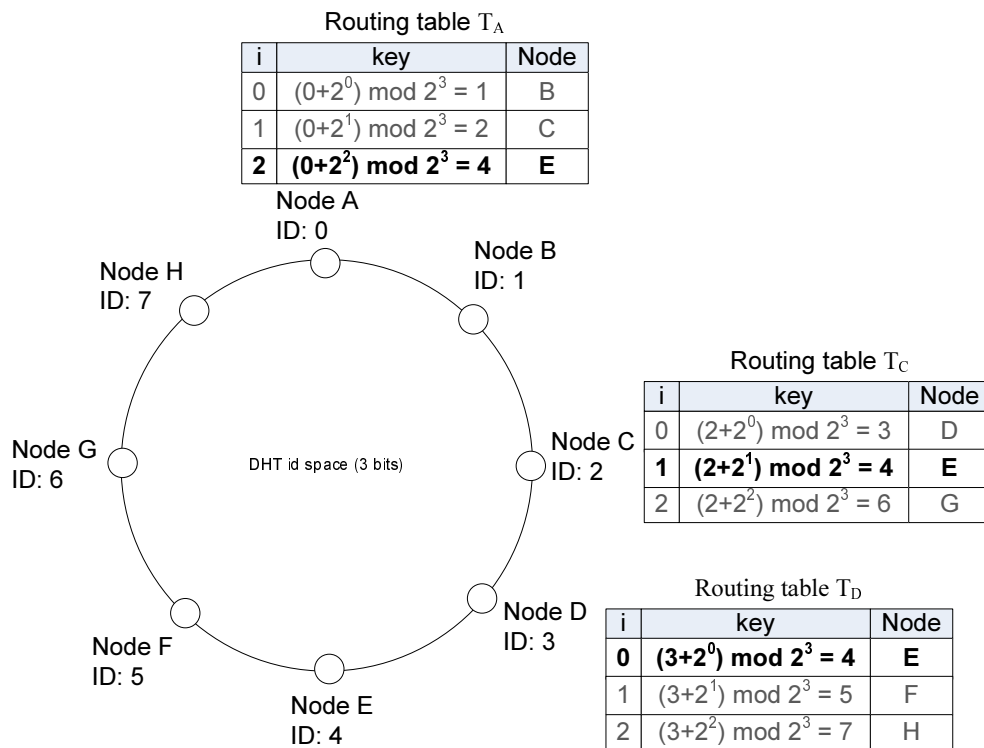 Routing table T_A
i key Node
0 (0+2^0) mod 2^3 = 1 B
1 (0+2^1) mod 2^3 = 2 C
2 (0+2^2) mod 2^3 = 4 E
Node A
ID: 0
Node B
ID: 1
Node H
ID: 7
Routing table T_C
i key Node
0 (2+2^0) mod 2^3 = 3 D
1 (2+2^1) mod 2^3 = 4 E
2 (2+2^2) mod 2^3 = 6 G
Node C
ID: 2
Node G
ID: 6
DHT id space (3 bits)
Routing table T_D
i key Node
0 (3+2^0) mod 2^3 = 4 E
1 (3+2^1) mod 2^3 = 5 F
2 (3+2^2) mod 2^3 = 7 H
Node D
ID: 3
Node F
ID: 5
Node E
ID: 4